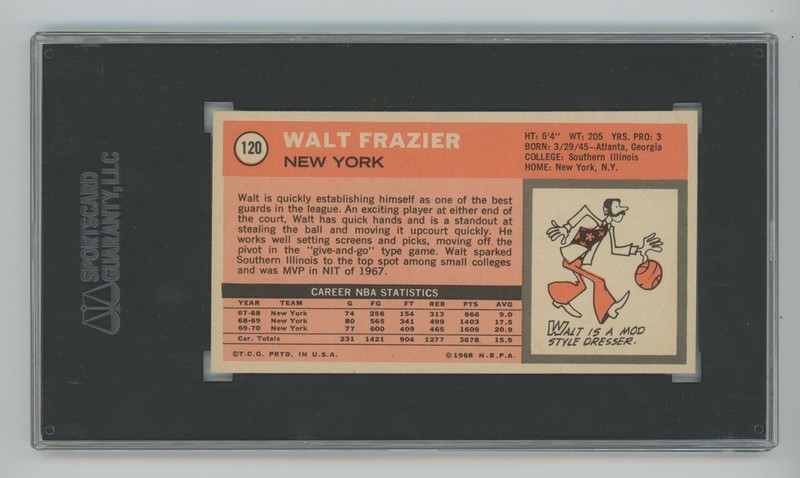 SPORTSCARD
GUARANTY, LLC
120
WALT FRAZIER
NEW YORK
HT: 6'4" WT: 205 YRS. PRO: 3
BORN: 3/29/45—Atlanta, Georgia
COLLEGE: Southern Illinois
HOME: New York, N.Y.
Walt is quickly establishing himself as one of the best
guards in the league. An exciting player at either end of
the court, Walt has quick hands and is a standout at
stealing the ball and moving it upcourt quickly. He
works well setting screens and picks, moving off the
pivot in the "give-and-go" type game. Walt sparked
Southern Illinois to the top spot among small colleges
and was MVP in NIT of 1967.
CAREER NBA STATISTICS
YEAR TEAM G FG FT REB PTS AVG
67-68 New York 74 256 154 313 666 9.0
68-69 New York 80 565 341 499 1403 17.5
69-70 New York 77 600 409 465 1609 20.9
Car. Totals 231 1421 904 1277 3678 15.9
©T.C.G. PRTD. IN U.S.A. ©1968 N.B.P.A.
WALT IS A MOD
STYLE DRESSER.